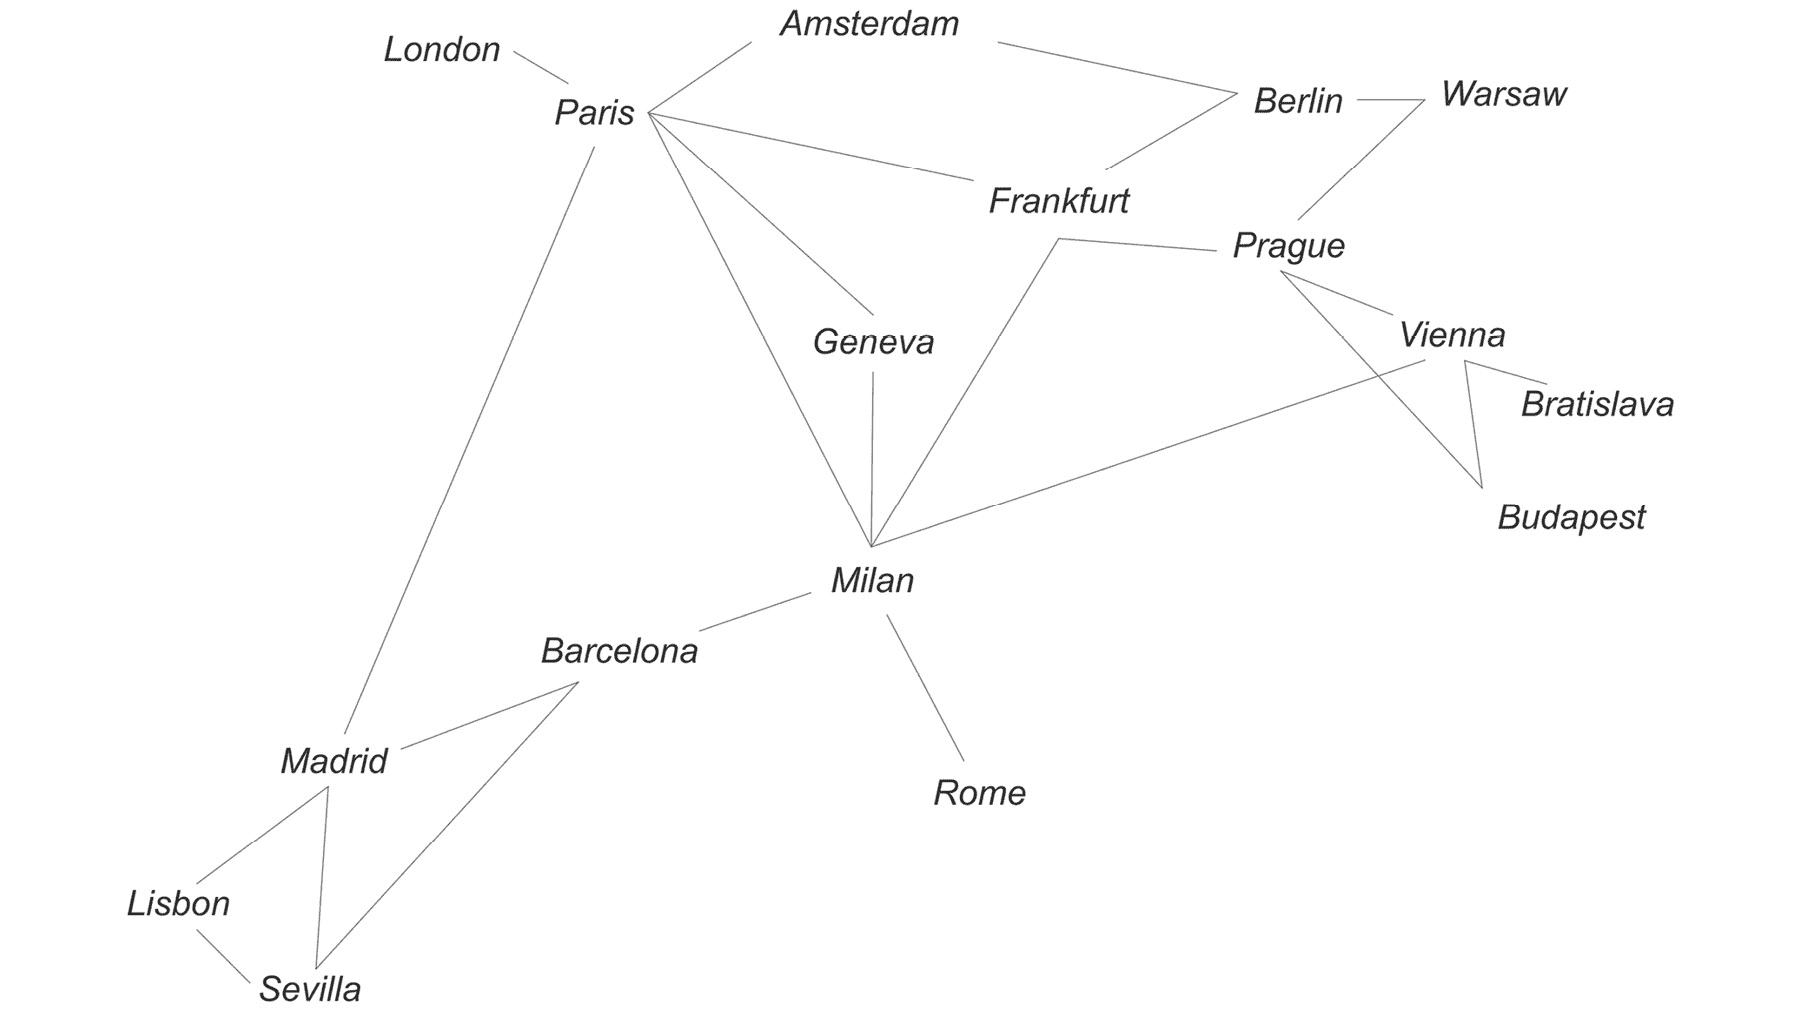 Amsterdam
London
Paris
Berlin
Warsaw
Frankfurt
Prague
Geneva
Vienna
Bratislava
Budapest
Milan
Barcelona
Madrid
Rome
Lisbon
Sevilla